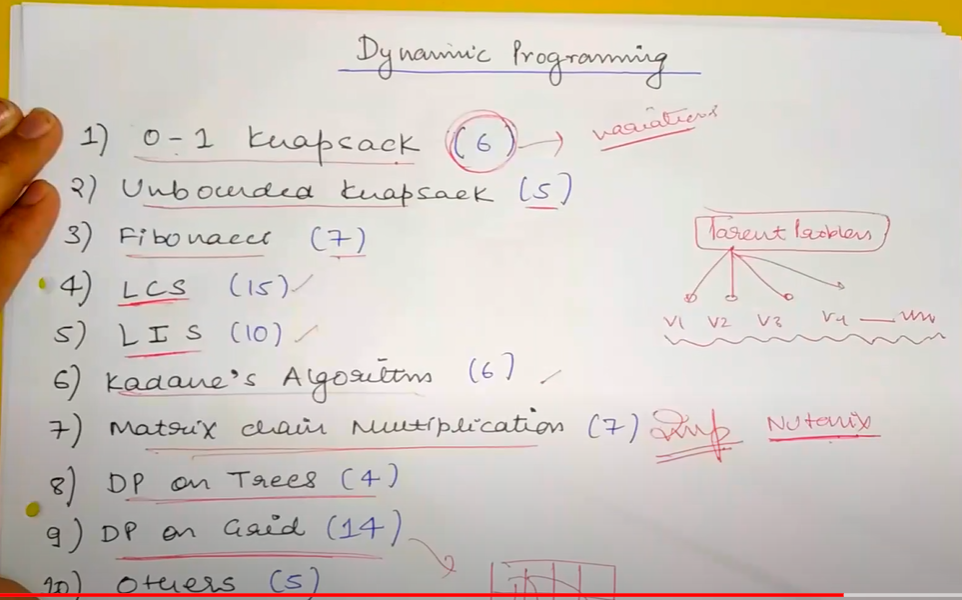 Dynamic Programming
1) 0-1 Knapsack (6) → variations
2) Unbounded Knapsack (5)
3) Fibonacci (7)
Parent Problem
4) LCS (15) ✓
V1 V2 V3 V4
5) LIS (10) ✓
6) Kadane's Algorithm (6) ✓
7) Matrix chain Multiplication (7) Imp Nutanix
8) DP on Trees (4)
9) DP on Grid (14)
10) Others (5)